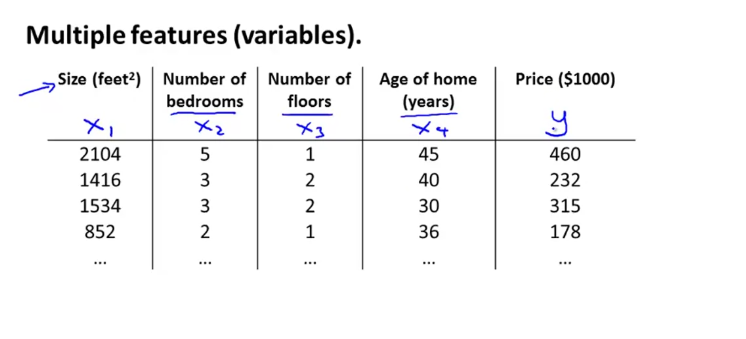 Multiple features (variables).
Size (feet²) Number of bedrooms Number of floors Age of home (years) Price ($1000)
x₁ x₂ x₃ x₄ y
2104 5 1 45 460
1416 3 2 40 232
1534 3 2 30 315
852 2 1 36 178
... ... ... ... ...